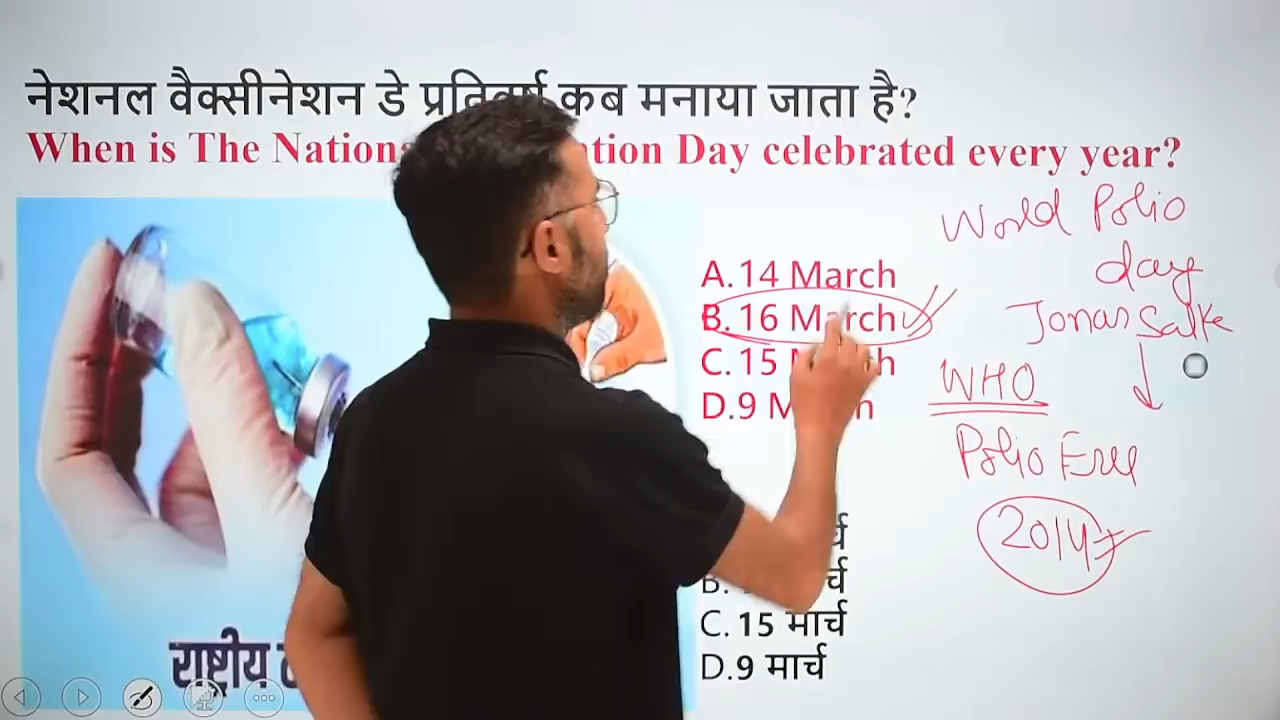 नेशनल वैक्सीनेशन डे प्रतिवर्ष कब मनाया जाता है?
When is The Nation tion Day celebrated every year?
A. 14 March
B. 16 March
C. 15
D. 9
World Polio
day
Jonas Salke
WHO
Polio Free
2014
B.
C. 15 मार्च
D. 9 मार्च
राष्ट्रीय